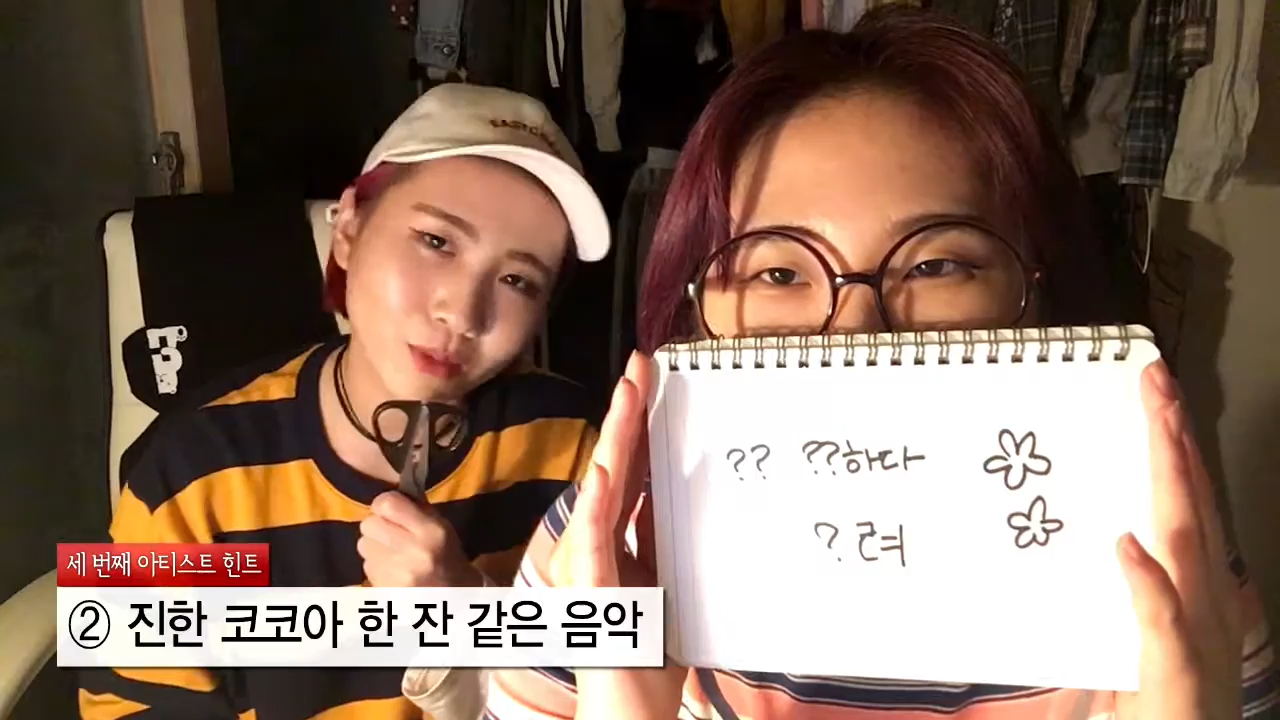 ?? ??하다
? 려
세 번째 아티스트 힌트
② 진한 코코아 한 잔 같은 음악